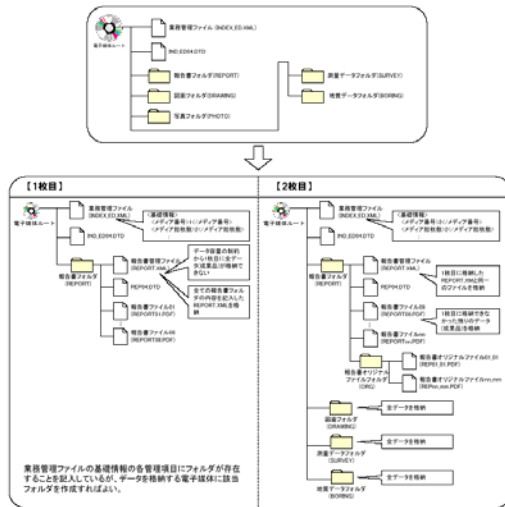 業務管理ファイル (INDEX_ED.XML)
電子媒体ルート
IND_ED04.DTD
報告書フォルダ(REPORT)
測量データフォルダ(SURVEY)
図面フォルダ(DRAWING)
地質データフォルダ(BORING)
写真フォルダ(PHOTO)
【1枚目】
業務管理ファイル
(INDEX_ED.XML)
電子媒体ルート
IND_ED04.DTD
<基礎情報>
<メディア番号>1</メディア番号>
<メディア総枚数>2</メディア総枚数>
報告書フォルダ
(REPORT)
報告書管理ファイル
(REPORT.XML)
データ容量の制約
から1枚目に全デー
タ(成果品)が格納で
きない
REP04.DTD
全ての報告書フォルダ
の内容を記入した
REPORT.XMLを格
納
報告書ファイル01
(REPORT01.PDF)
報告書ファイル08
(REPORT08.PDF)
業務管理ファイルの基礎情報の各管理項目にフォルダが存在
することを記入しているが、データを格納する電子媒体に該当
フォルダを作成すればよい。
【2枚目】
業務管理ファイル
(INDEX_ED.XML)
電子媒体ルート
IND_ED04.DTD
<基礎情報>
<メディア番号>2</メディア番号>
<メディア総枚数>2</メディア総枚数>
報告書フォルダ
(REPORT)
報告書管理ファイル
(REPORT.XML)
1枚目に格納した
REPORT.XMLと同一
のファイルを格納
REP04.DTD
報告書ファイル09
(REPORT09.PDF)
1枚目に格納できな
かった残りのデータ
(成果品)を格納
報告書ファイルnn
(REPORTnn.PDF)
報告書オリジナル
ファイルフォルダ
(ORG)
報告書オリジナルファイル01_01
(REP01_01.PDF)
報告書オリジナルファイルnn_mm
(REPnn_mm.PDF)
図面フォルダ
(DRAWING)
全データを格納
測量データフォルダ
(SURVEY)
全データを格納
地質データフォルダ
(BORING)
全データを格納